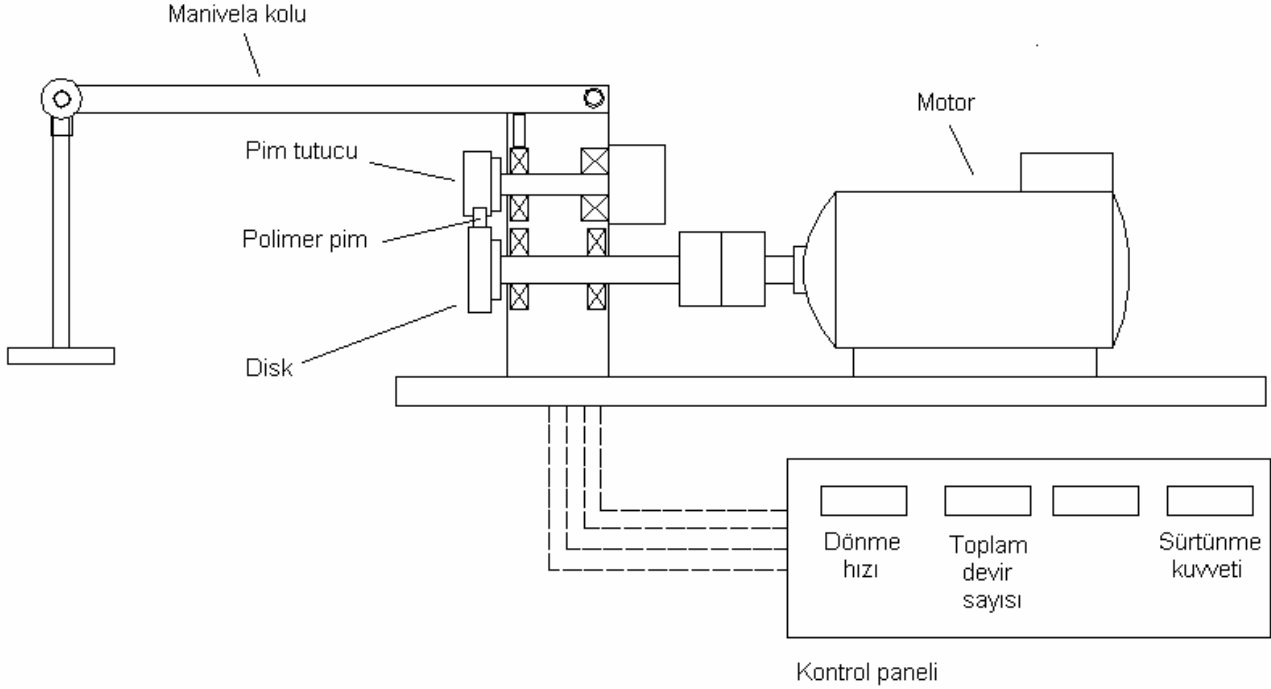 Manivela kolu
Motor
Pim tutucu
Polimer pim
Disk
Dönme
hızı
Toplam
devir
sayısı
Sürtünme
kuvveti
Kontrol paneli